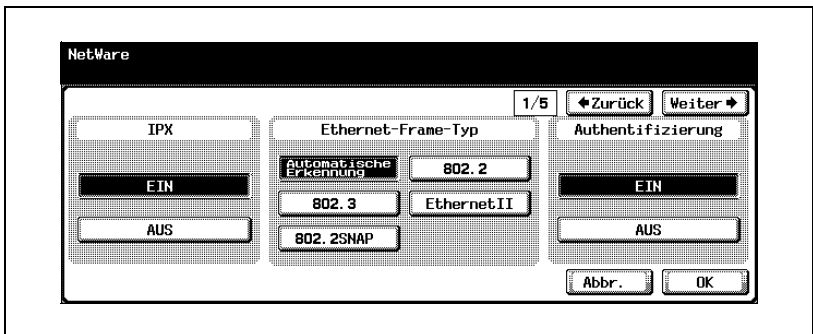 NetWare
1/5 Zurück Weiter
IPX Ethernet-Frame-Typ Authentifizierung
Automatische Erkennung 802.2
EIN EIN
802.3 EthernetII
AUS AUS
802.2SNAP
Abbr. OK